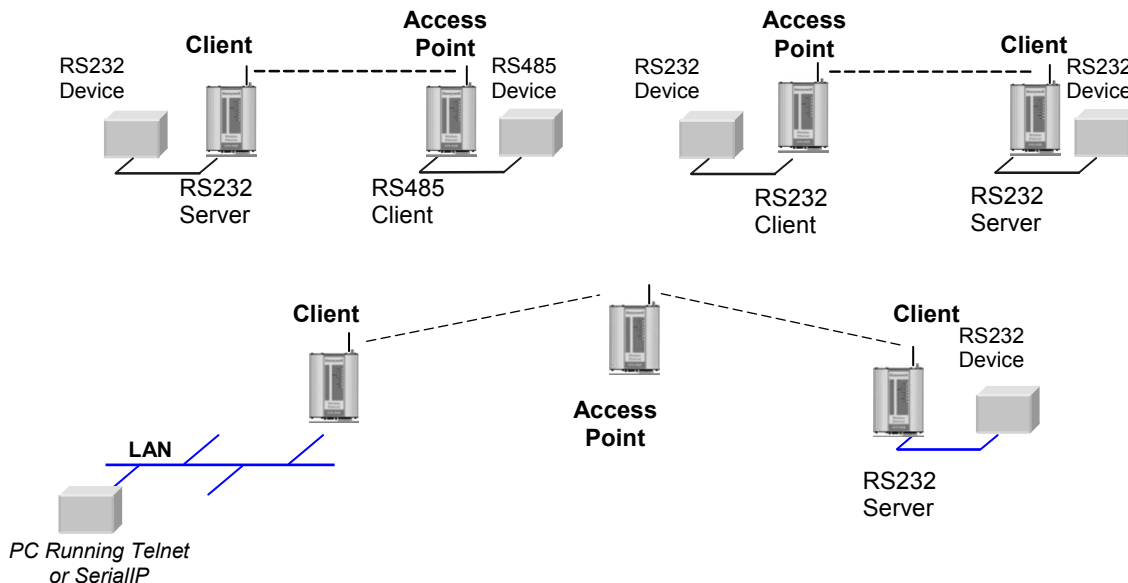 Client
Access
Point
RS232
Device
RS485
Device
RS232
Server
RS485
Client
Access
Point
Client
RS232
Device
RS232
Device
RS232
Client
RS232
Server
Client
Client
RS232
Device
Access
Point
LAN
RS232
Server
PC Running Telnet
or SerialIP